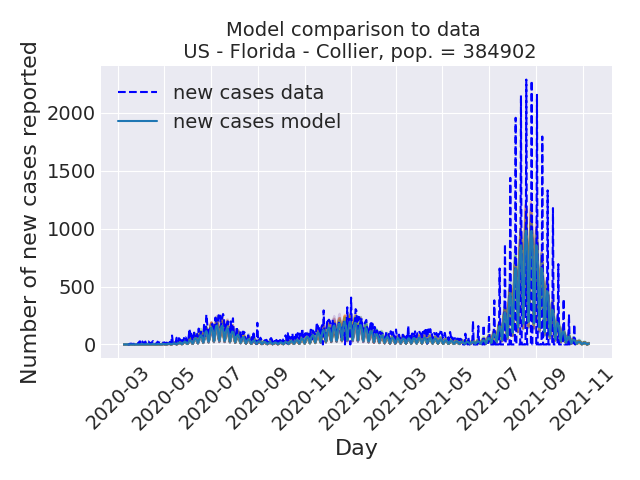 Model comparison to data
US - Florida - Collier, pop. = 384902
Number of new cases reported
new cases data
new cases model
2000
1500
1000
500
0
2020-03
2020-05
2020-07
2020-09
2020-11
2021-01
2021-03
2021-05
2021-07
2021-09
2021-11
Day